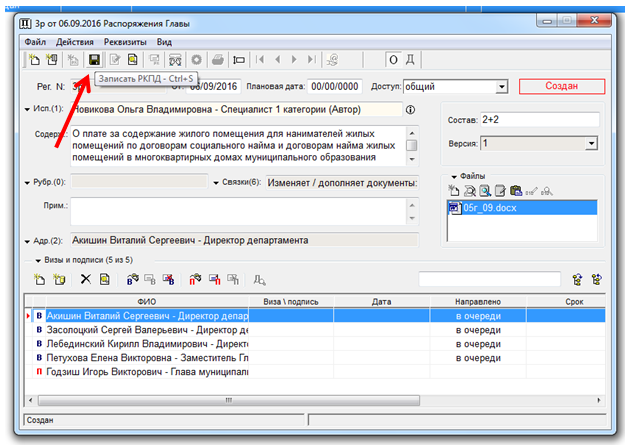 3р от 06.09.2016 Распоряжения Главы
Файл Действия Реквизиты Вид
О Д
Записать РКПД - Ctrl+S
Рег. N: 3р от: 06/09/2016 Плановая дата: 00/00/0000 Доступ: общий Создан
Исп.(1): Новикова Ольга Владимировна - Специалист 1 категории (Автор)
Состав: 2+2
Содерж.: О плате за содержание жилого помещения для нанимателей жилых
помещений по договорам социального найма и договорам найма жилых
помещений в многоквартирных домах муниципального образования
Версия: 1
Рубр.(0): Связки(6): Изменяет / дополняет документы:
Файлы
Прим.:
05г_09.docx
Адр.(2): Акишин Виталий Сергеевич - Директор департамента
Визы и подписи (5 из 5)
ФИО Виза \ подпись Дата Направлено Срок
В Акишин Виталий Сергеевич - Директор депар в очереди
В Засолоцкий Сергей Валерьевич - Директор де в очереди
В Лебединский Кирилл Владимирович - Директ в очереди
В Петухова Елена Викторовна - Заместитель Гл в очереди
П Годзиш Игорь Викторович - Глава муниципал
Создан